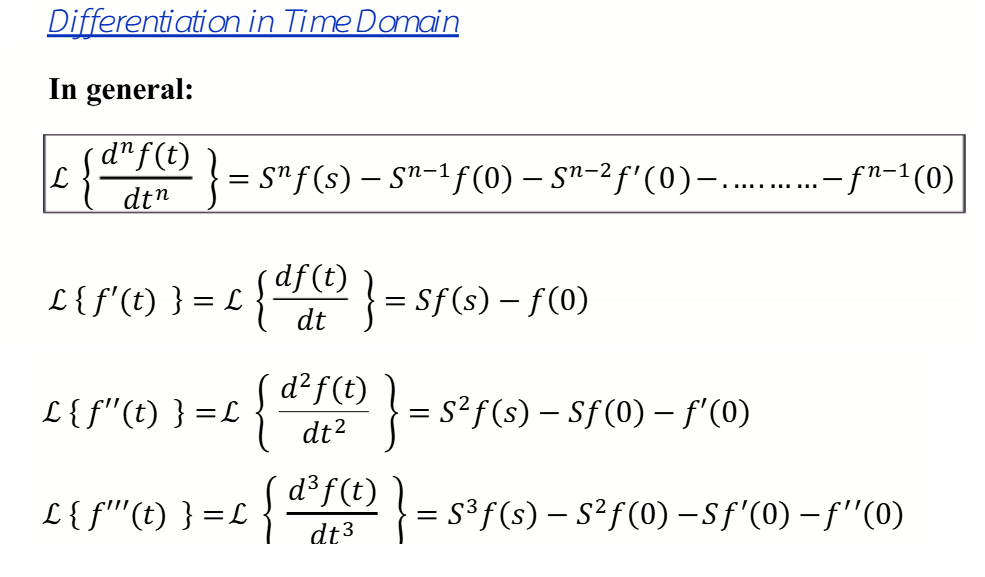 Differentiation in Time Domain
In general:
ℒ { dⁿf(t) / dtⁿ } = Sⁿf(s) − Sⁿ⁻¹f(0) − Sⁿ⁻²f′(0) − . …. … … − fⁿ⁻¹(0)
ℒ { f′(t) } = ℒ { df(t) / dt } = Sf(s) − f(0)
ℒ { f′′(t) } = ℒ { d²f(t) / dt² } = S²f(s) − Sf(0) − f′(0)
ℒ { f′′′(t) } = ℒ { d³f(t) / dt³ } = S³f(s) − S²f(0) − Sf′(0) − f′′(0)